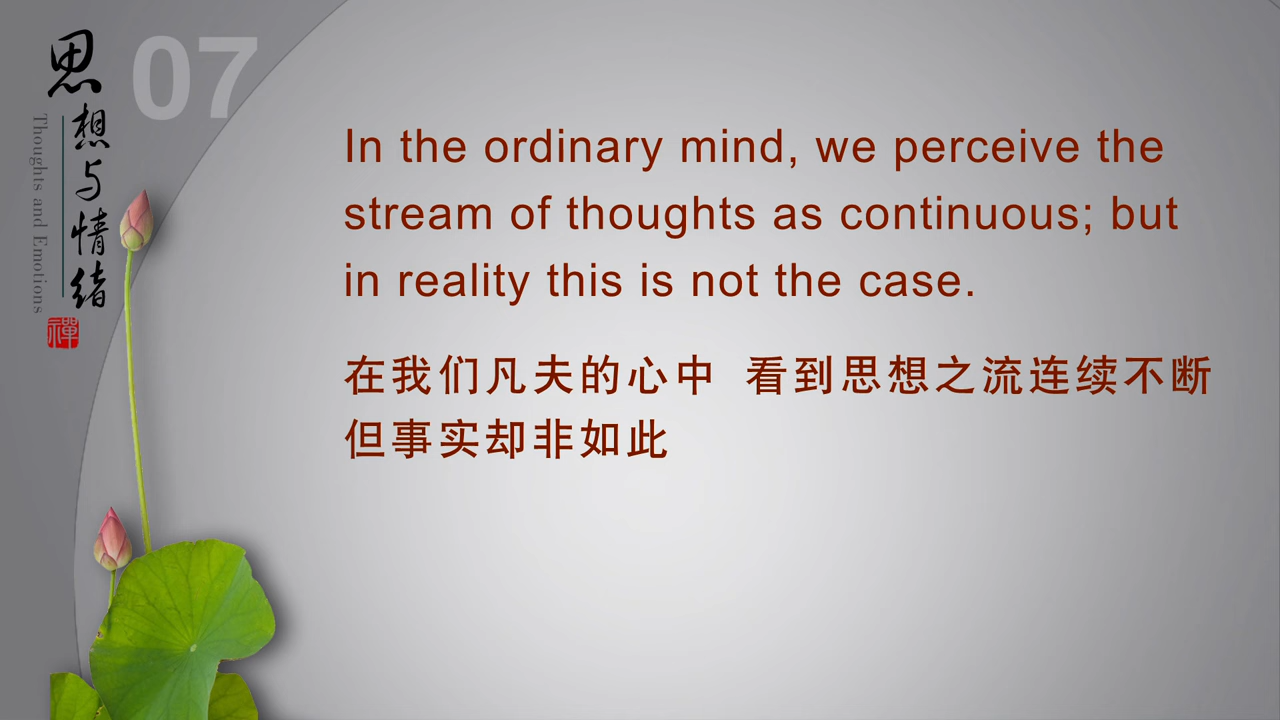 思想与情绪
Thoughts and Emotions
禪
07
In the ordinary mind, we perceive the
stream of thoughts as continuous; but
in reality this is not the case.
在我们凡夫的心中 看到思想之流连续不断
但事实却非如此